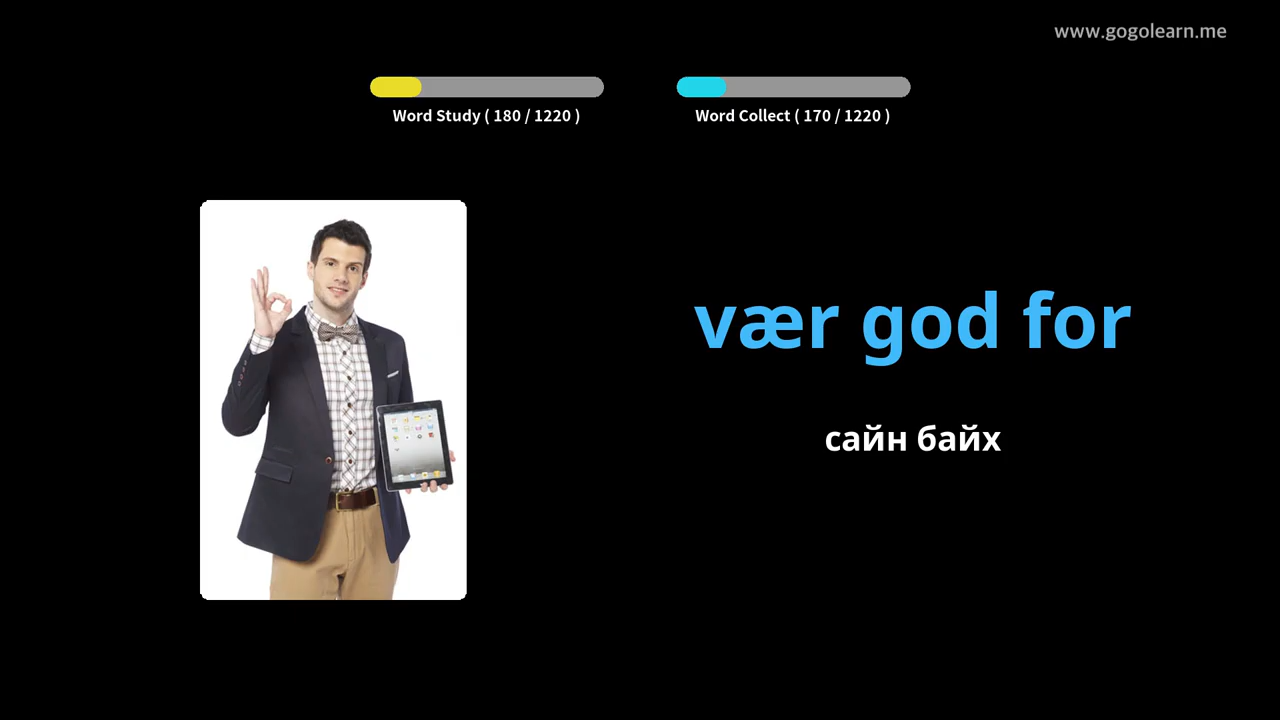 www.gogolearn.me
Word Study ( 180 / 1220 )
Word Collect ( 170 / 1220 )
vær god for
сайн байх